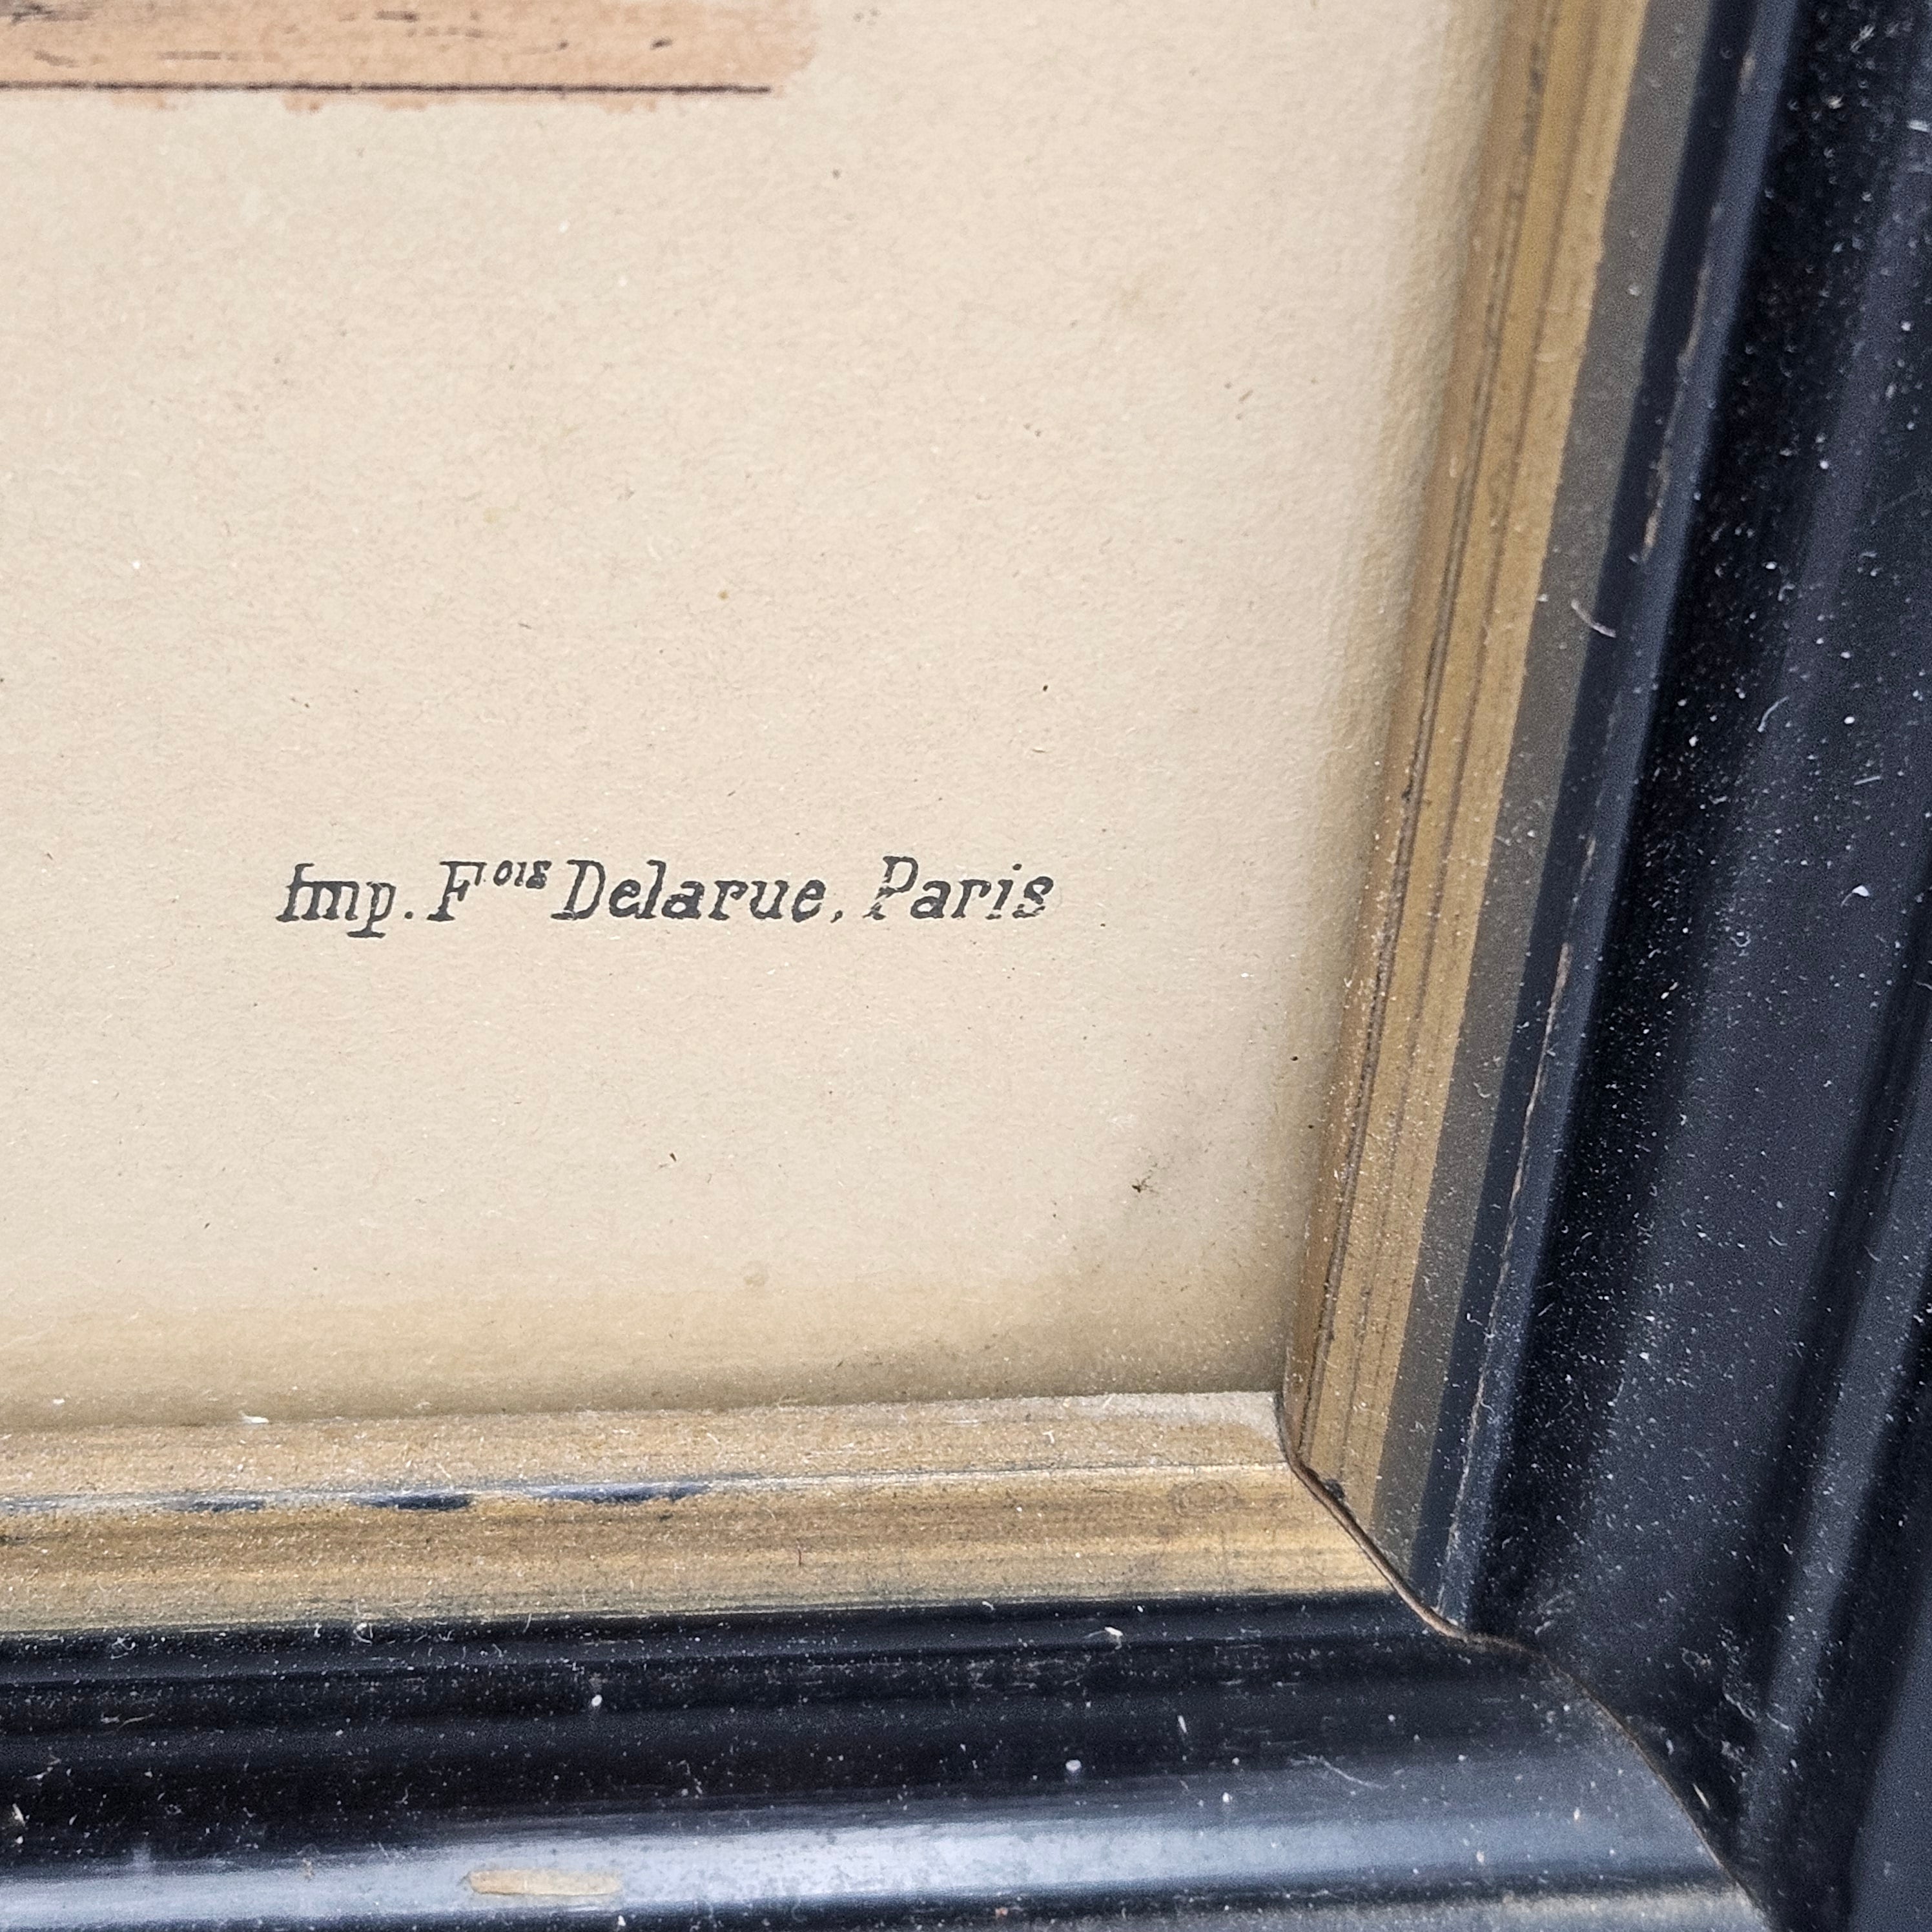 Imp. Fois Delarue, Paris